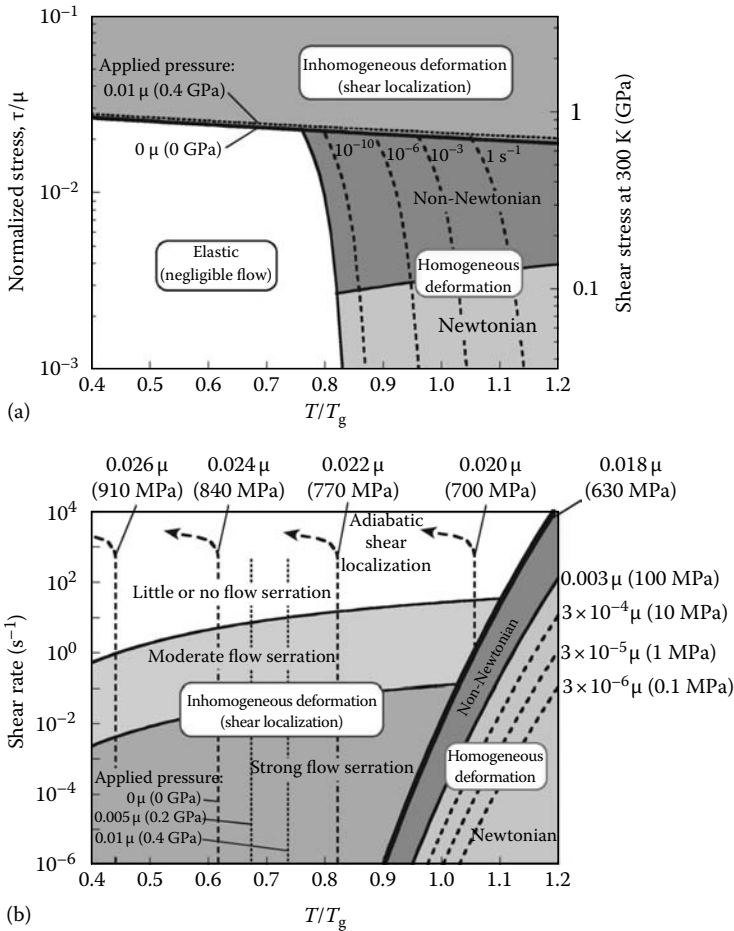 10⁻¹
Applied pressure:
0.01 μ (0.4 GPa)
0 μ (0 GPa)
Inhomogeneous deformation
(shear localization)
1
10⁻¹⁰
10⁻⁶
10⁻³
1 s⁻¹
10⁻²
Non-Newtonian
Elastic
(negligible flow)
Homogeneous
deformation
0.1
Newtonian
10⁻³
Normalized stress, τ/μ
Shear stress at 300 K (GPa)
0.4 0.5 0.6 0.7 0.8 0.9 1.0 1.1 1.2
T/Tg
(a)
0.026 μ
(910 MPa)
0.024 μ
(840 MPa)
0.022 μ
(770 MPa)
0.020 μ
(700 MPa)
0.018 μ
(630 MPa)
10⁴
Adiabatic
shear
localization
10²
Little or no flow serration
0.003 μ (100 MPa)
3 × 10⁻⁴ μ (10 MPa)
10⁰
Moderate flow serration
3 × 10⁻⁵ μ (1 MPa)
3 × 10⁻⁶ μ (0.1 MPa)
Non-Newtonian
Inhomogeneous deformation
(shear localization)
10⁻²
Strong flow serration
Homogeneous
deformation
Applied pressure:
0 μ (0 GPa)
0.005 μ (0.2 GPa)
0.01 μ (0.4 GPa)
10⁻⁴
Newtonian
10⁻⁶
Shear rate (s⁻¹)
0.4 0.5 0.6 0.7 0.8 0.9 1.0 1.1 1.2
T/Tg
(b)